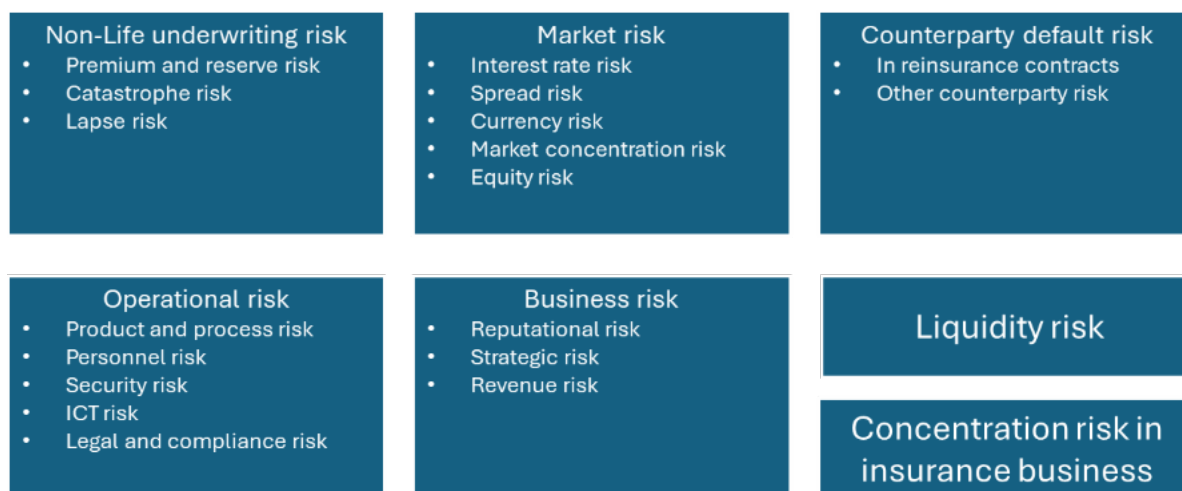 Non-Life underwriting risk
• Premium and reserve risk
• Catastrophe risk
• Lapse risk
Market risk
• Interest rate risk
• Spread risk
• Currency risk
• Market concentration risk
• Equity risk
Counterparty default risk
• In reinsurance contracts
• Other counterparty risk
Operational risk
• Product and process risk
• Personnel risk
• Security risk
• ICT risk
• Legal and compliance risk
Business risk
• Reputational risk
• Strategic risk
• Revenue risk
Liquidity risk
Concentration risk in
insurance business